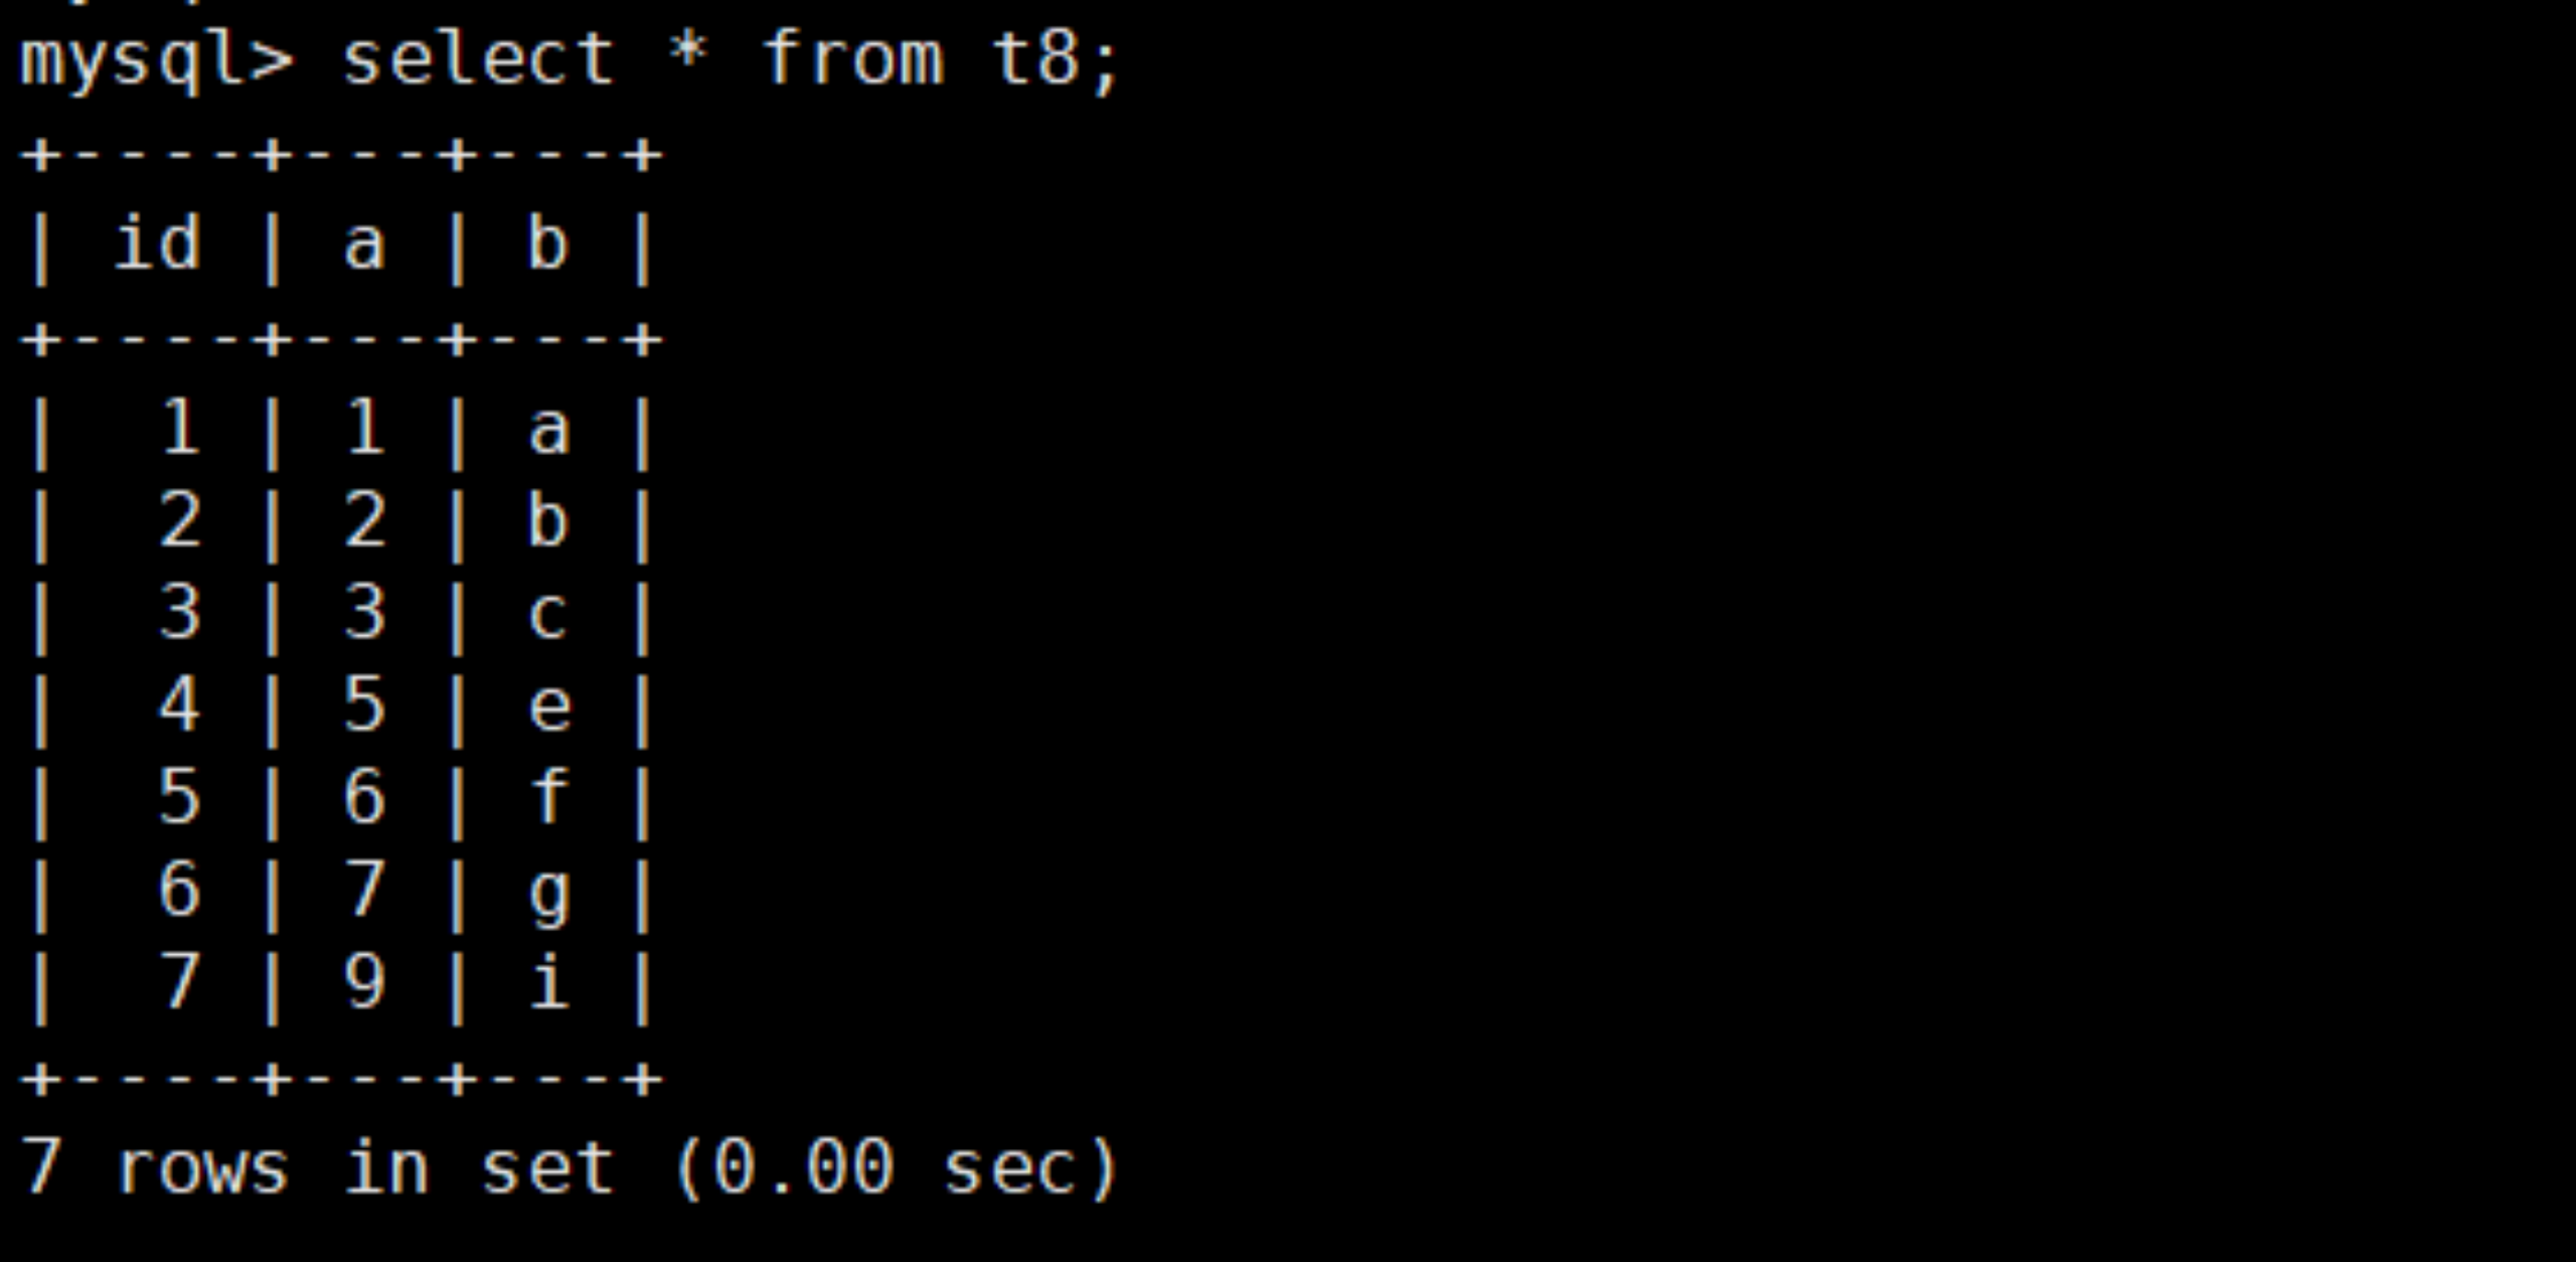 mysql> select * from t8;
+----+---+---+
| id | a | b |
+----+---+---+
|  1 | 1 | a |
|  2 | 2 | b |
|  3 | 3 | c |
|  4 | 5 | e |
|  5 | 6 | f |
|  6 | 7 | g |
|  7 | 9 | i |
+----+---+---+
7 rows in set (0.00 sec)